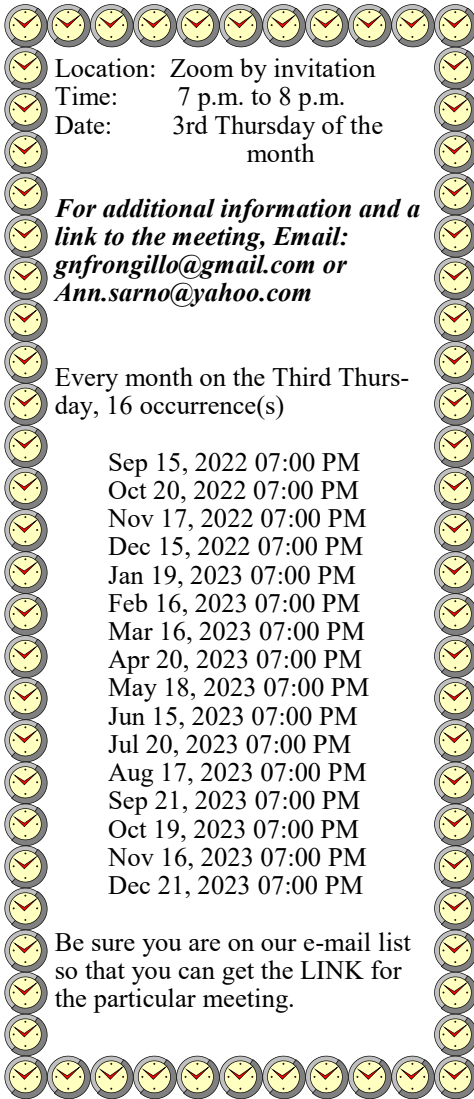 Location: Zoom by invitation
Time: 7 p.m. to 8 p.m.
Date: 3rd Thursday of the
month
For additional information and a
link to the meeting, Email:
gnfrongillo@gmail.com or
Ann.sarno@yahoo.com
Every month on the Third Thurs-
day, 16 occurrence(s)
Sep 15, 2022 07:00 PM
Oct 20, 2022 07:00 PM
Nov 17, 2022 07:00 PM
Dec 15, 2022 07:00 PM
Jan 19, 2023 07:00 PM
Feb 16, 2023 07:00 PM
Mar 16, 2023 07:00 PM
Apr 20, 2023 07:00 PM
May 18, 2023 07:00 PM
Jun 15, 2023 07:00 PM
Jul 20, 2023 07:00 PM
Aug 17, 2023 07:00 PM
Sep 21, 2023 07:00 PM
Oct 19, 2023 07:00 PM
Nov 16, 2023 07:00 PM
Dec 21, 2023 07:00 PM
Be sure you are on our e-mail list
so that you can get the LINK for
the particular meeting.